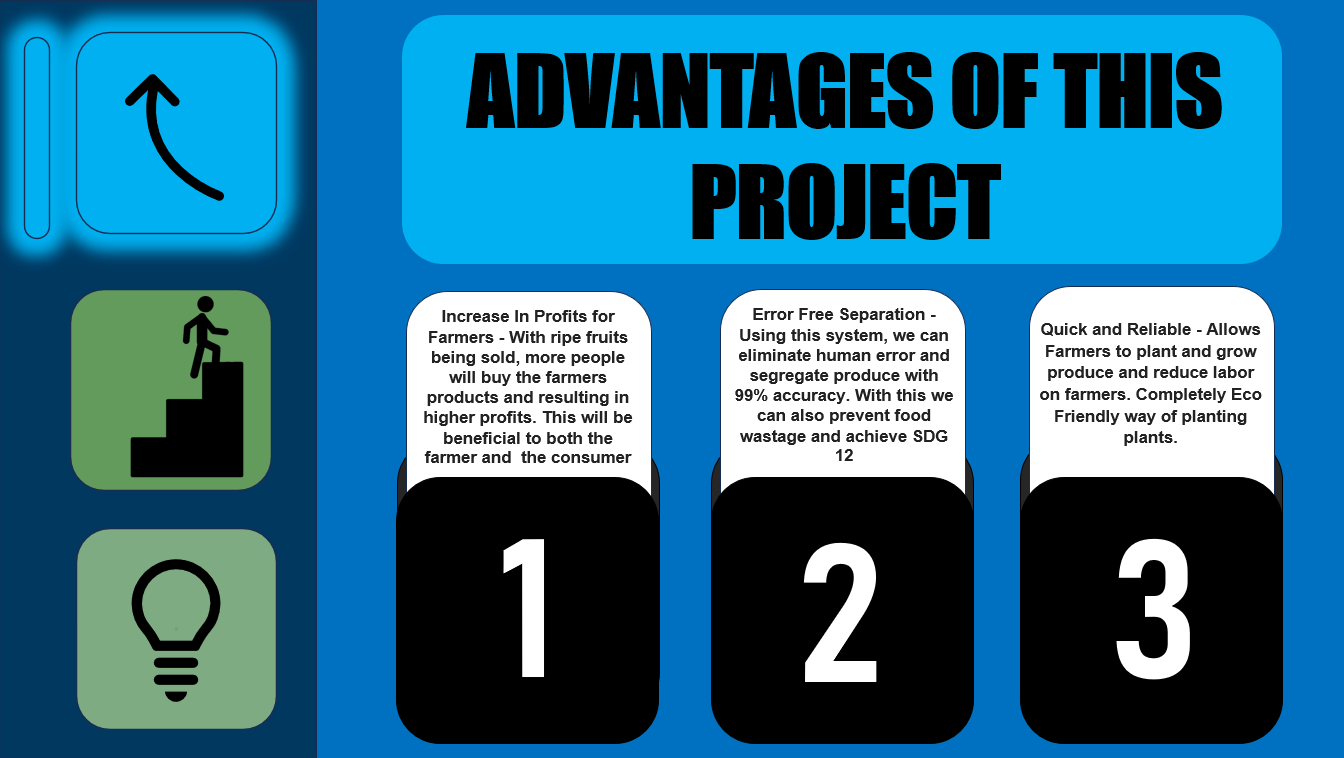 ADVANTAGES OF THIS
PROJECT
Increase In Profits for
Farmers - With ripe fruits
being sold, more people
will buy the farmers
products and resulting in
higher profits. This will be
beneficial to both the
farmer and  the consumer
1
Error Free Separation -
Using this system, we can
eliminate human error and
segregate produce with
99% accuracy. With this we
can also prevent food
wastage and achieve SDG
12
2
Quick and Reliable - Allows
Farmers to plant and grow
produce and reduce labor
on farmers. Completely Eco
Friendly way of planting
plants.
3